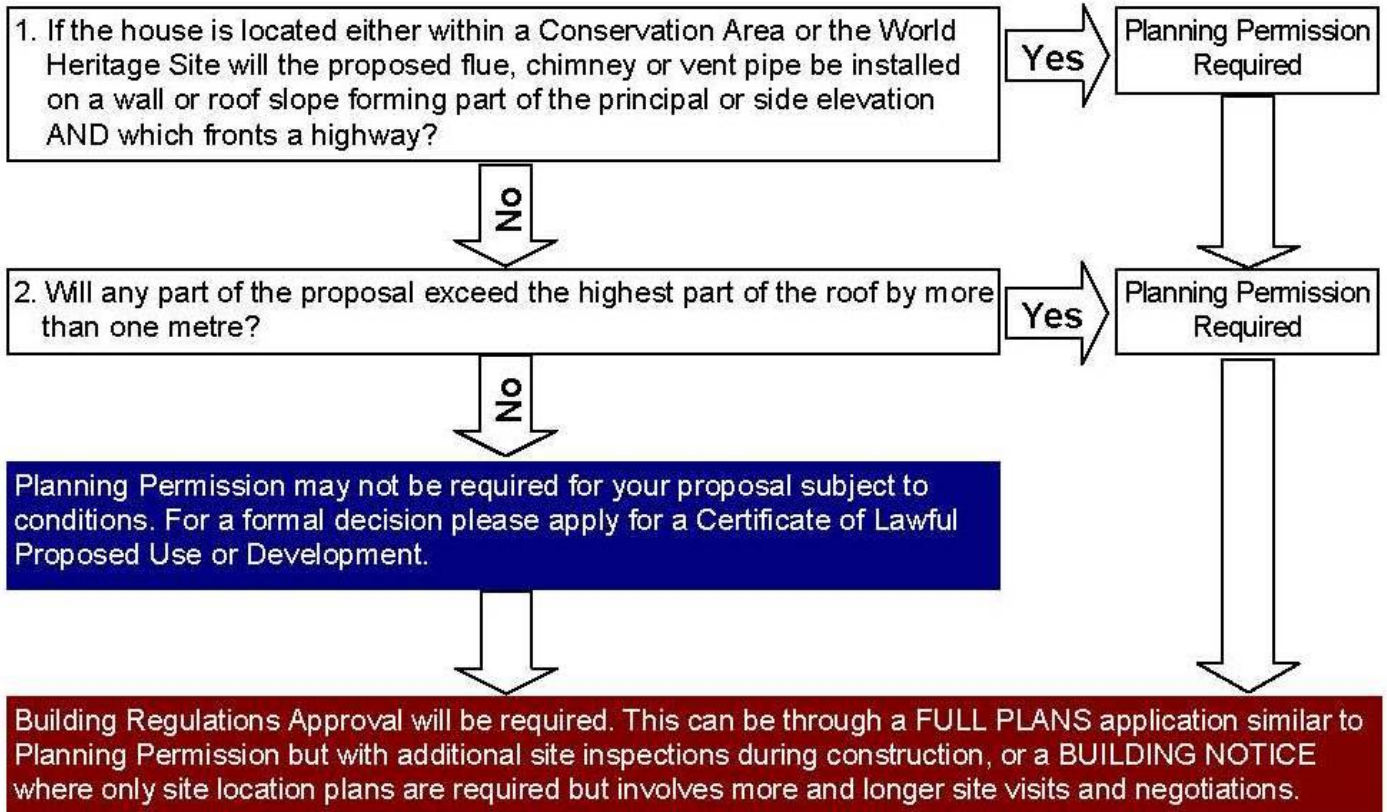 1. If the house is located either within a Conservation Area or the World
Heritage Site will the proposed flue, chimney or vent pipe be installed
on a wall or roof slope forming part of the principal or side elevation
AND which fronts a highway?
Yes
Planning Permission
Required
No
2. Will any part of the proposal exceed the highest part of the roof by more
than one metre?
Yes
Planning Permission
Required
No
Planning Permission may not be required for your proposal subject to
conditions. For a formal decision please apply for a Certificate of Lawful
Proposed Use or Development.
Building Regulations Approval will be required. This can be through a FULL PLANS application similar to
Planning Permission but with additional site inspections during construction, or a BUILDING NOTICE
where only site location plans are required but involves more and longer site visits and negotiations.